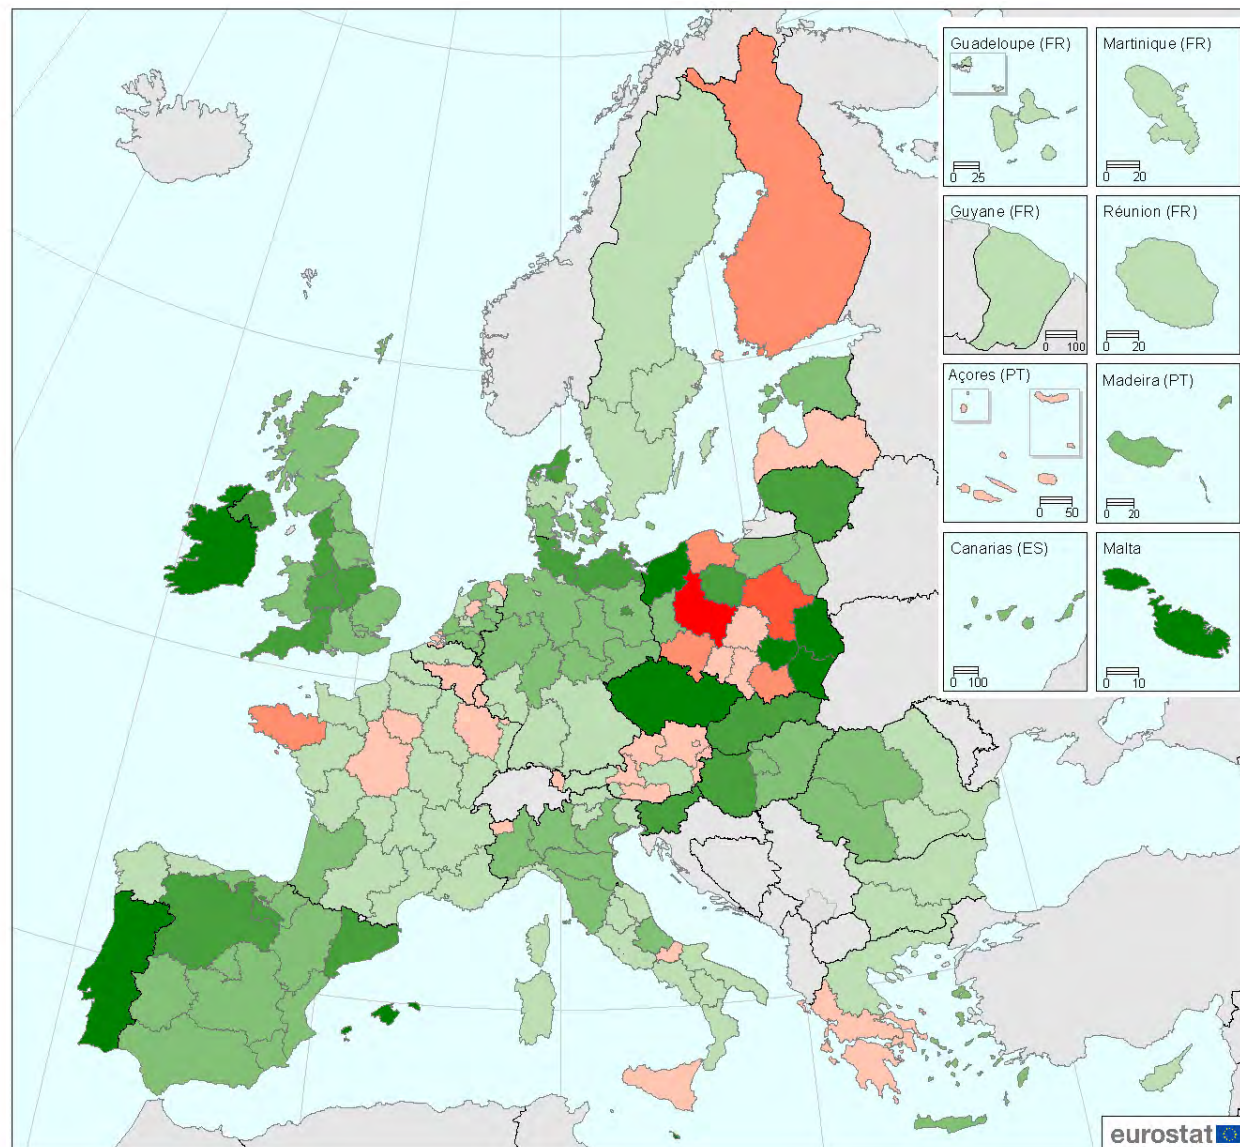 Guadeloupe (FR)
0 25
Martinique (FR)
0 20
Guyane (FR)
0 100
Réunion (FR)
0 20
Açores (PT)
0 50
Madeira (PT)
0 20
Canarias (ES)
0 100
Malta
0 10
eurostat